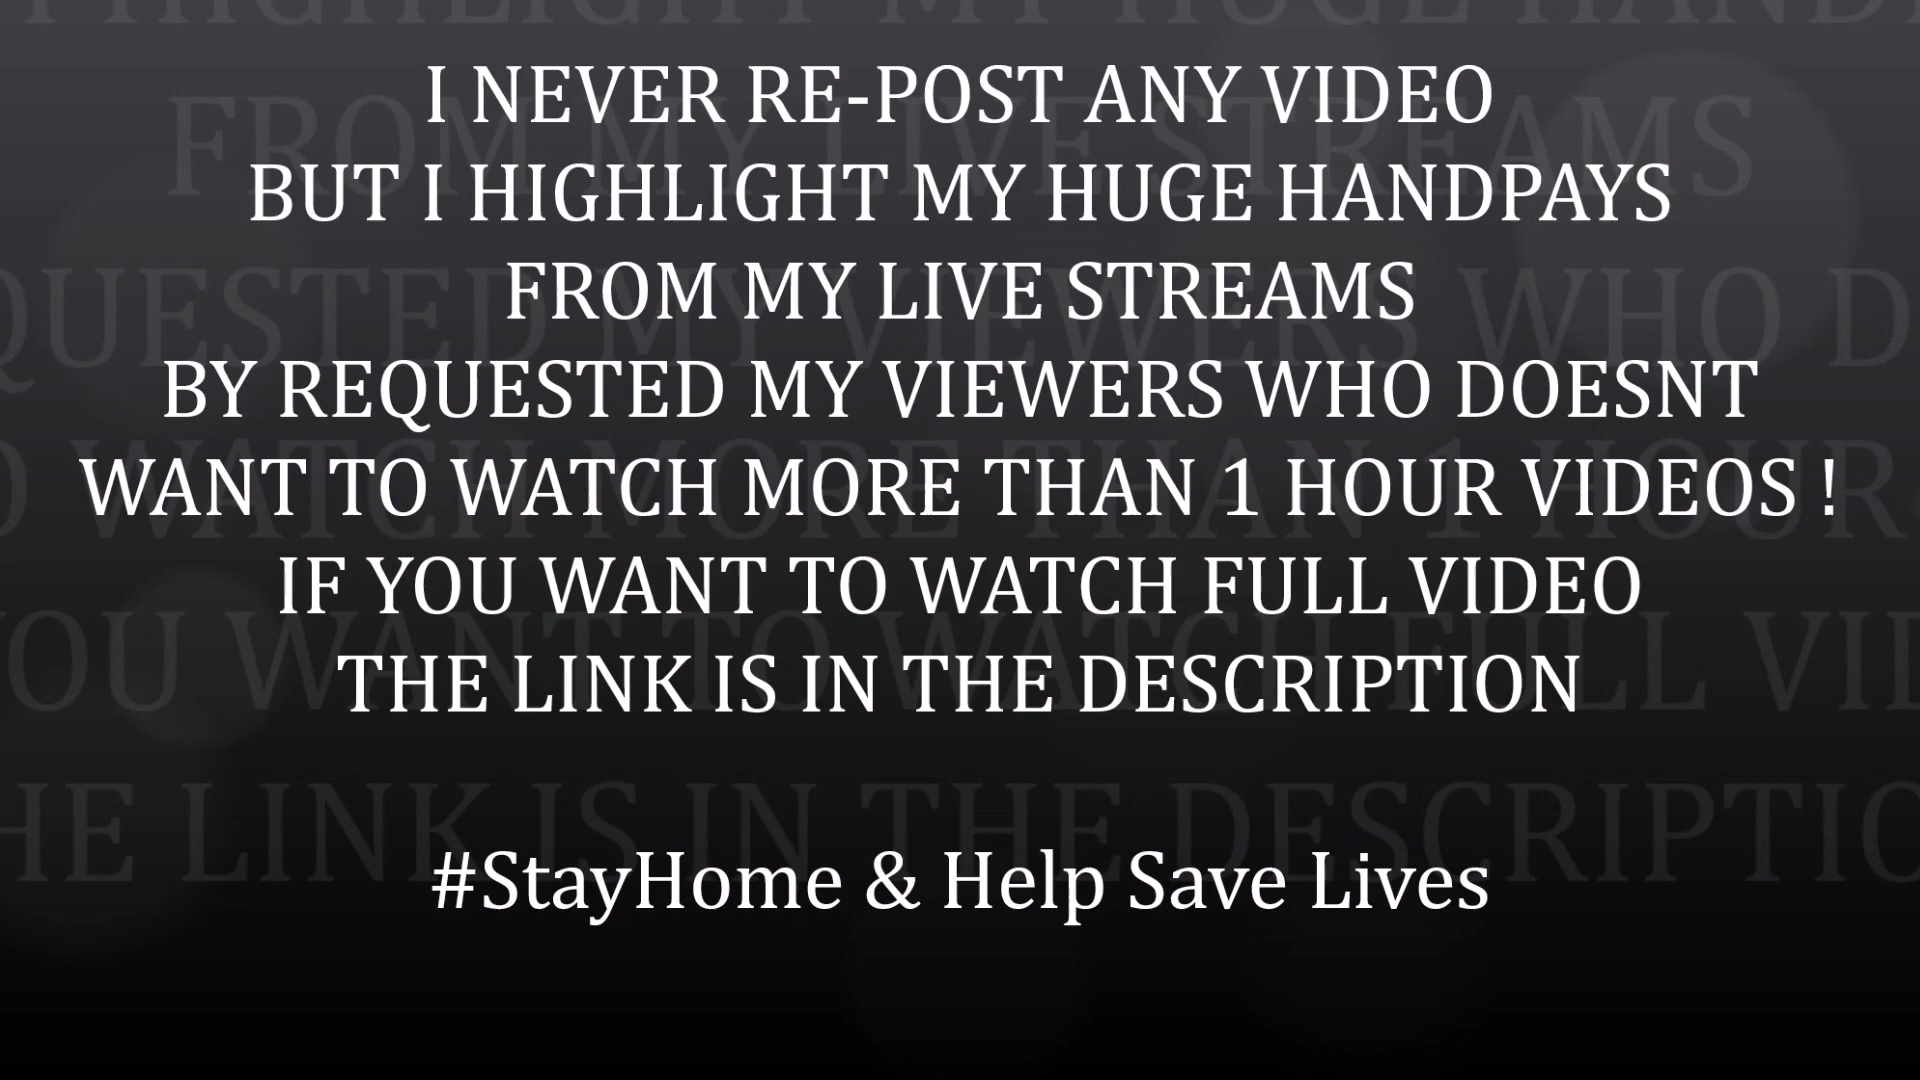 I NEVER RE-POST ANY VIDEO
BUT I HIGHLIGHT MY HUGE HANDPAYS
FROM MY LIVE STREAMS
BY REQUESTED MY VIEWERS WHO DOESNT
WANT TO WATCH MORE THAN 1 HOUR VIDEOS !
IF YOU WANT TO WATCH FULL VIDEO
THE LINK IS IN THE DESCRIPTION
#StayHome & Help Save Lives